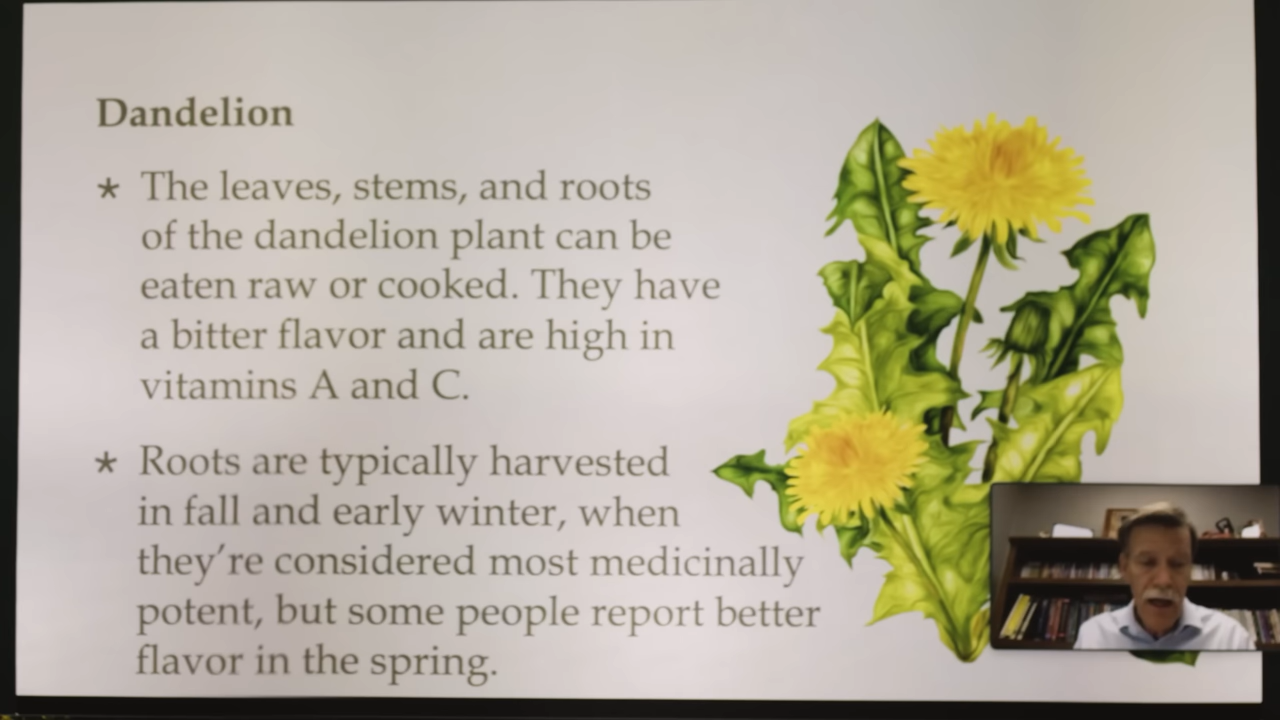 Dandelion
* The leaves, stems, and roots
of the dandelion plant can be
eaten raw or cooked. They have
a bitter flavor and are high in
vitamins A and C.
* Roots are typically harvested
in fall and early winter, when
they're considered most medicinally
potent, but some people report better
flavor in the spring.